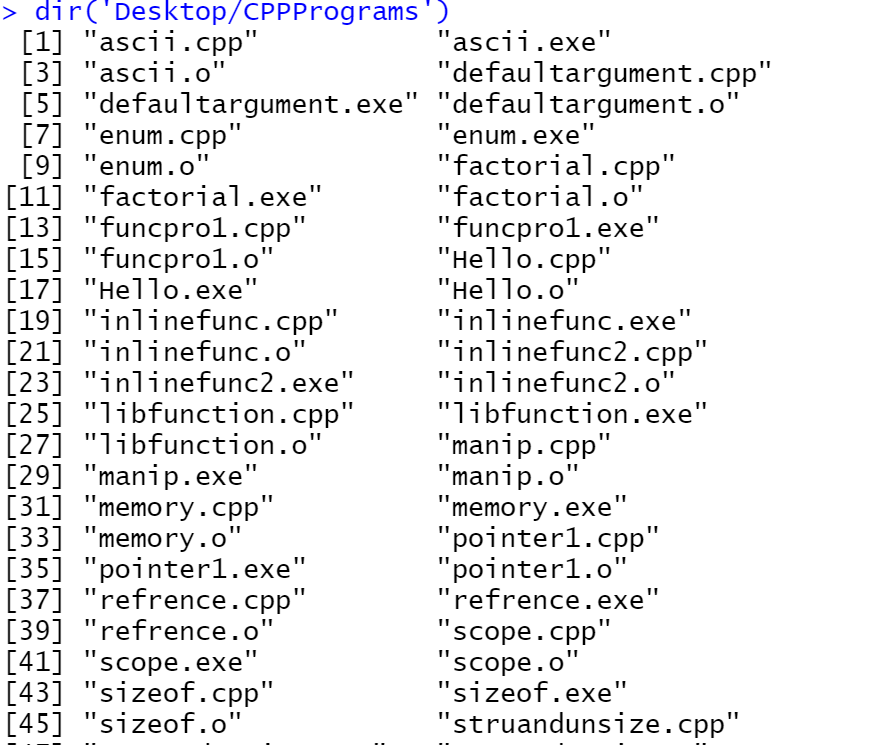 > dir('Desktop/CPPPrograms')
 [1] "ascii.cpp"           "ascii.exe"
 [3] "ascii.o"             "defaultargument.cpp"
 [5] "defaultargument.exe" "defaultargument.o"
 [7] "enum.cpp"            "enum.exe"
 [9] "enum.o"              "factorial.cpp"
[11] "factorial.exe"       "factorial.o"
[13] "funcpro1.cpp"        "funcpro1.exe"
[15] "funcpro1.o"          "Hello.cpp"
[17] "Hello.exe"           "Hello.o"
[19] "inlinefunc.cpp"      "inlinefunc.exe"
[21] "inlinefunc.o"        "inlinefunc2.cpp"
[23] "inlinefunc2.exe"     "inlinefunc2.o"
[25] "libfunction.cpp"     "libfunction.exe"
[27] "libfunction.o"       "manip.cpp"
[29] "manip.exe"           "manip.o"
[31] "memory.cpp"          "memory.exe"
[33] "memory.o"            "pointer1.cpp"
[35] "pointer1.exe"        "pointer1.o"
[37] "refrence.cpp"        "refrence.exe"
[39] "refrence.o"          "scope.cpp"
[41] "scope.exe"           "scope.o"
[43] "sizeof.cpp"          "sizeof.exe"
[45] "sizeof.o"            "struandunsize.cpp"